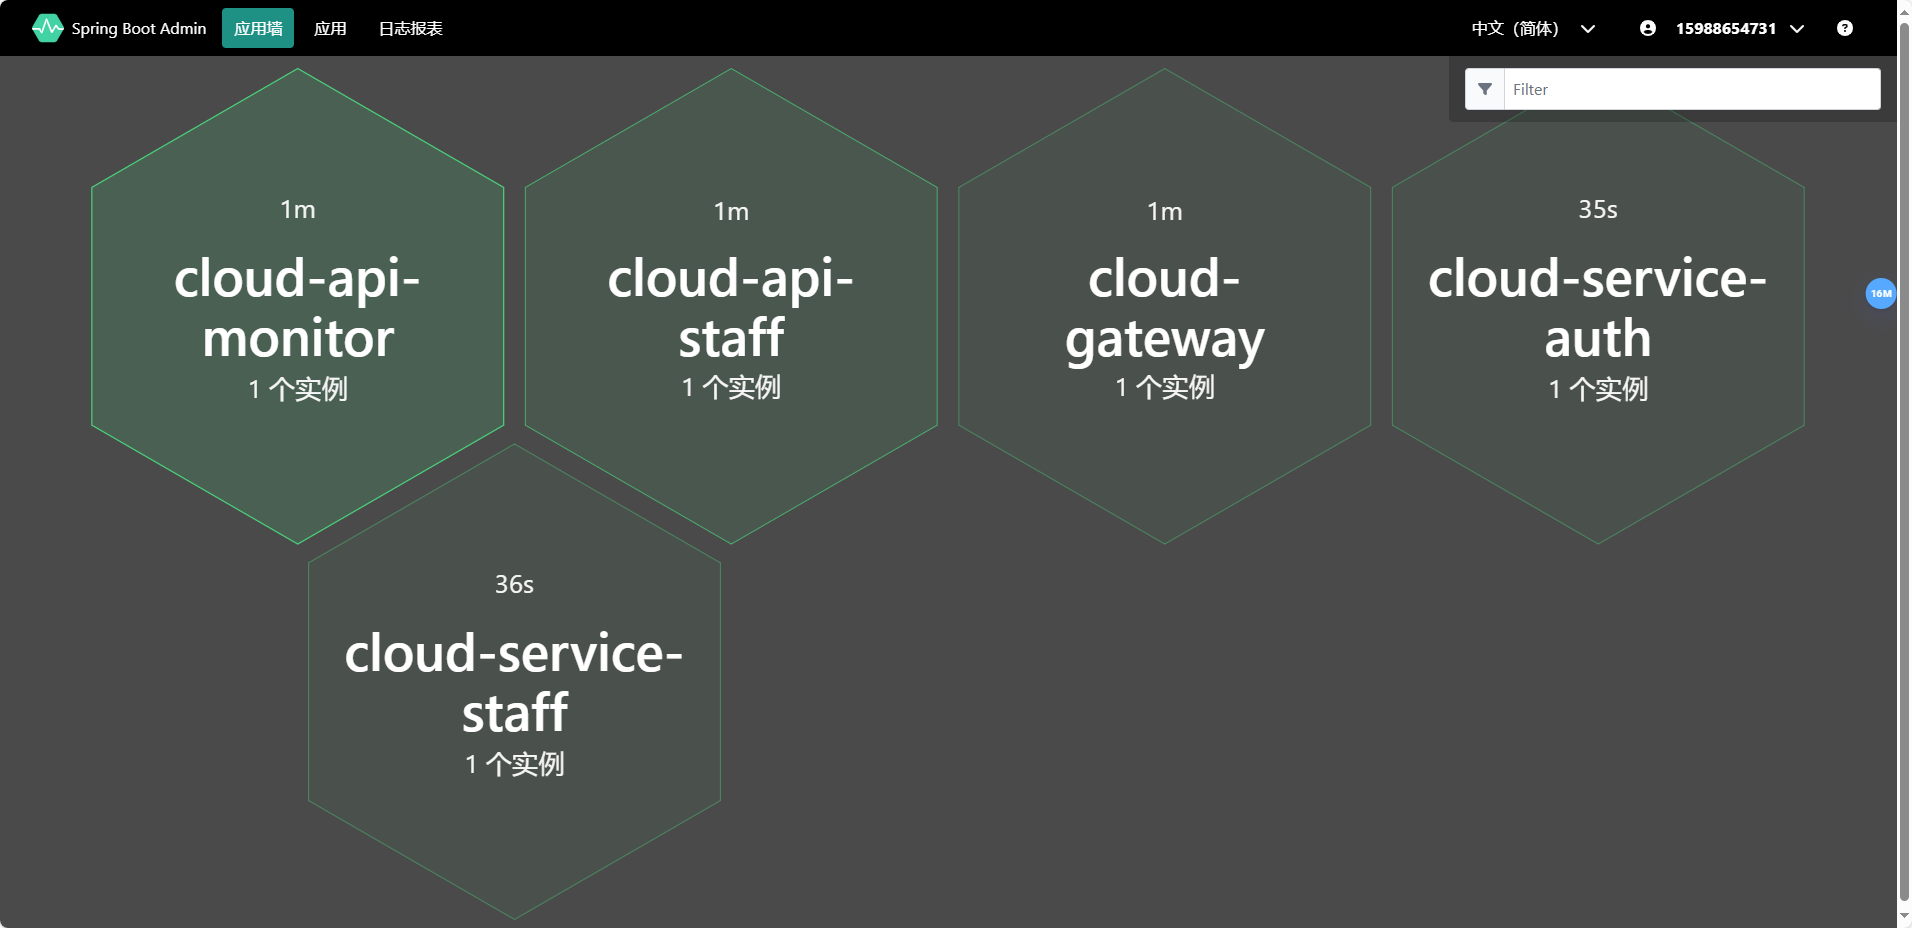 Spring Boot Admin 应用墙 应用 日志报表 中文（简体） 15988654731
Filter
1m
cloud-api-
monitor
1 个实例
1m
cloud-api-
staff
1 个实例
1m
cloud-
gateway
1 个实例
35s
cloud-service-
auth
1 个实例
16M
36s
cloud-service-
staff
1 个实例